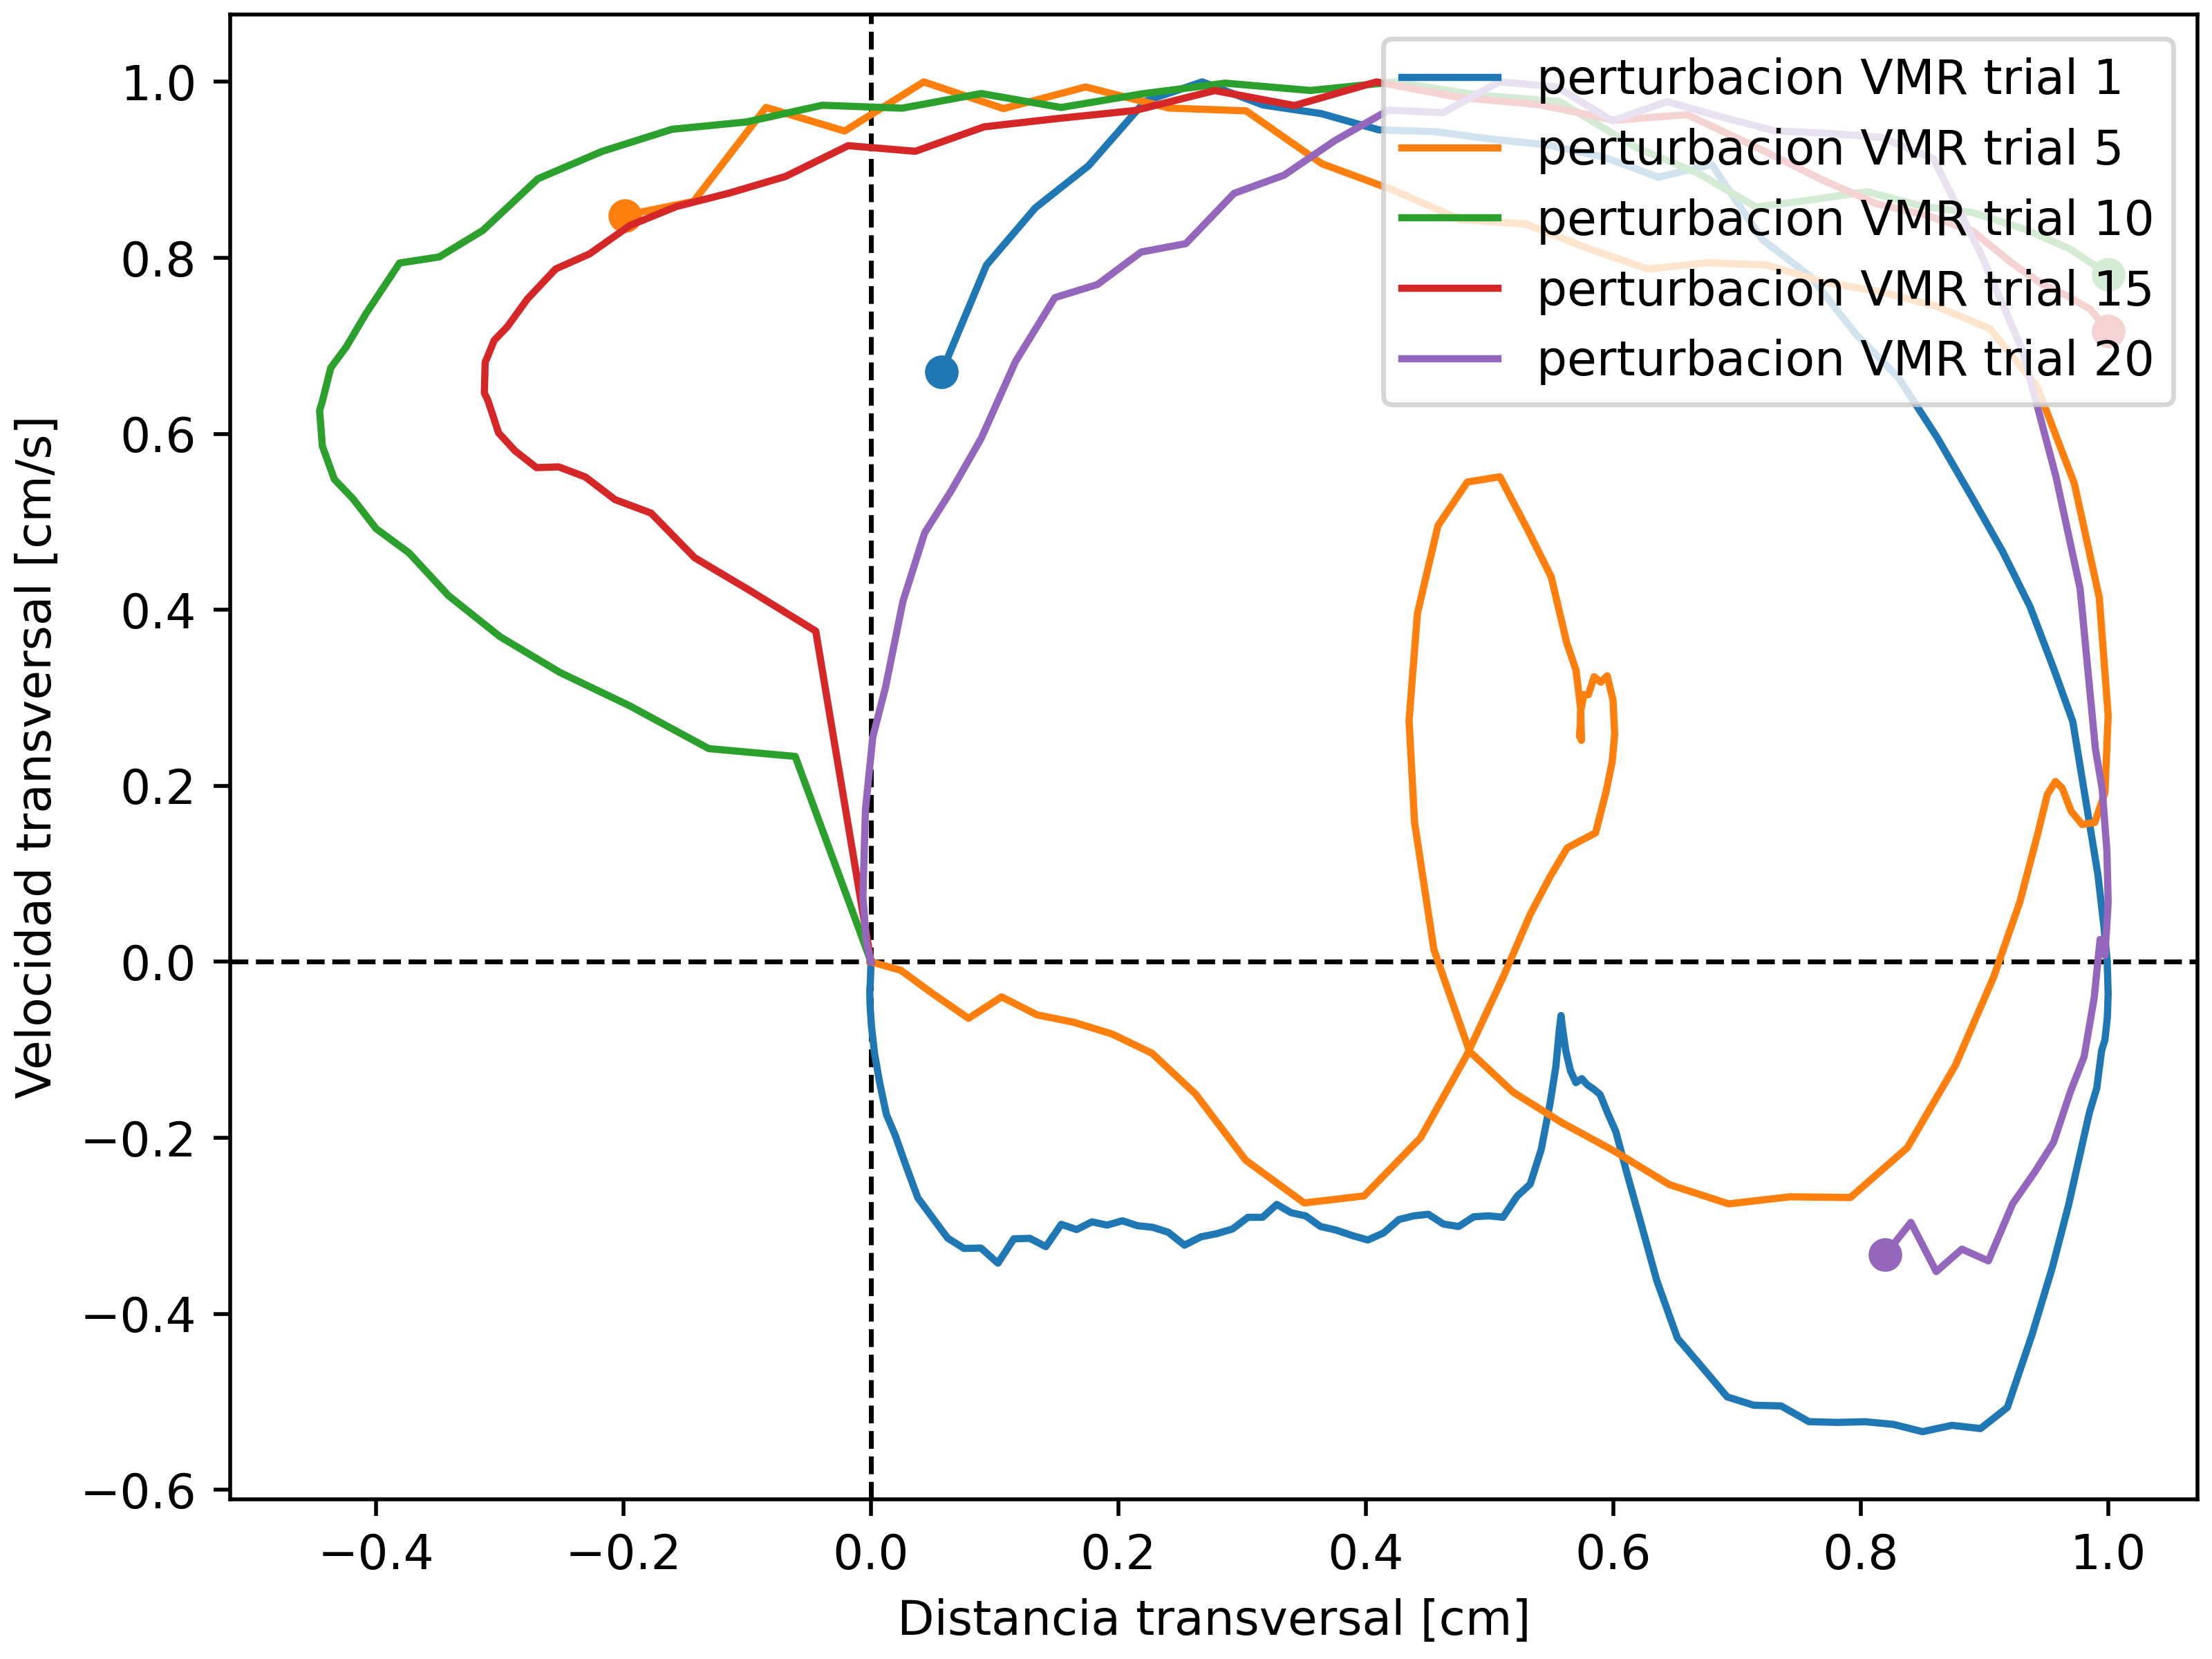 perturbacion VMR trial 1
perturbacion VMR trial 5
perturbacion VMR trial 10
perturbacion VMR trial 15
perturbacion VMR trial 20
Velocidad transversal [cm/s]
1.0
0.8
0.6
0.4
0.2
0.0
−0.2
−0.4
−0.6
−0.4 −0.2 0.0 0.2 0.4 0.6 0.8 1.0
Distancia transversal [cm]